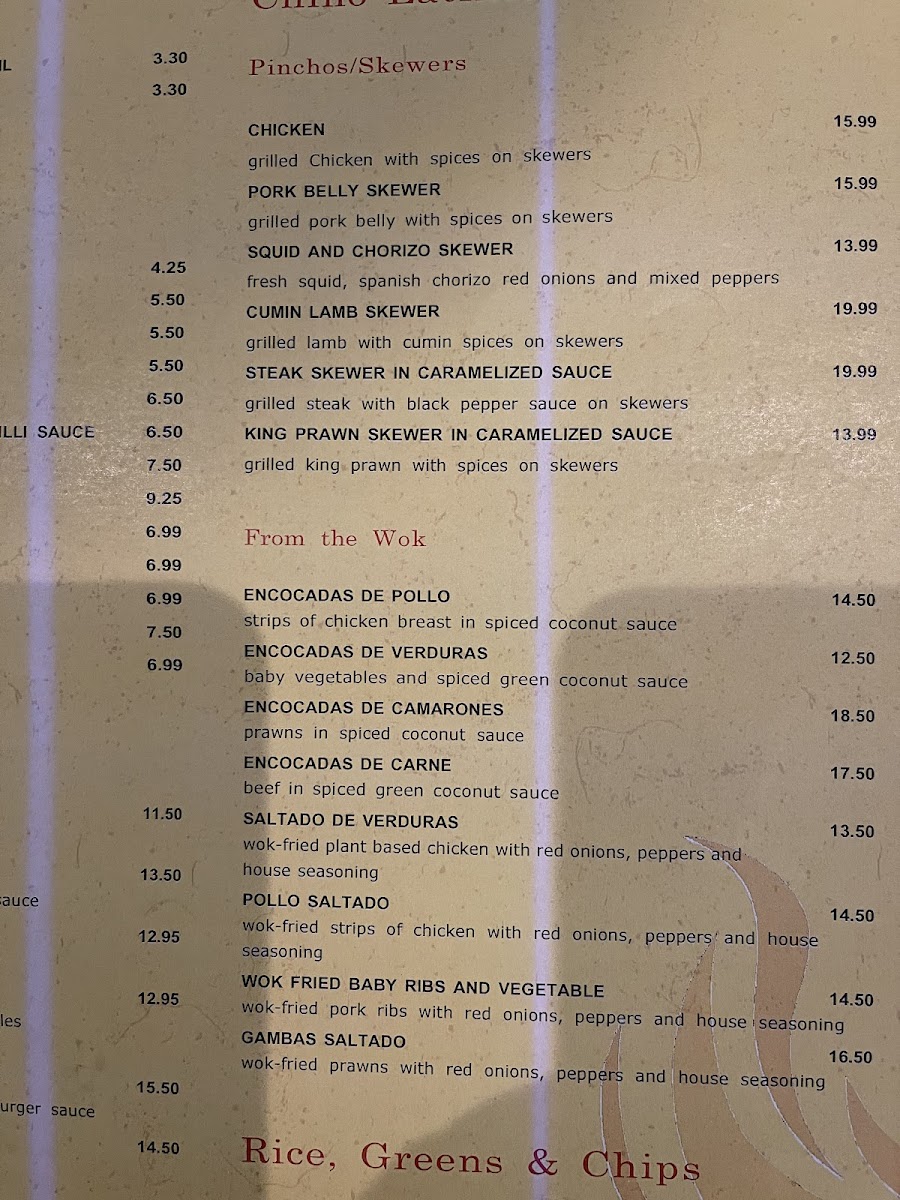 3.30
3.30
4.25
5.50
5.50
5.50
6.50
ILLI SAUCE 6.50
7.50
9.25
6.99
6.99
6.99
7.50
6.99
11.50
13.50
sauce
12.95
12.95
les
15.50
urger sauce
14.50
Pinchos/Skewers
CHICKEN 15.99
grilled Chicken with spices on skewers
PORK BELLY SKEWER 15.99
grilled pork belly with spices on skewers
SQUID AND CHORIZO SKEWER 13.99
fresh squid, spanish chorizo red onions and mixed peppers
CUMIN LAMB SKEWER 19.99
grilled lamb with cumin spices on skewers
STEAK SKEWER IN CARAMELIZED SAUCE 19.99
grilled steak with black pepper sauce on skewers
KING PRAWN SKEWER IN CARAMELIZED SAUCE 13.99
grilled king prawn with spices on skewers
From the Wok
ENCOCADAS DE POLLO 14.50
strips of chicken breast in spiced coconut sauce
ENCOCADAS DE VERDURAS 12.50
baby vegetables and spiced green coconut sauce
ENCOCADAS DE CAMARONES 18.50
prawns in spiced coconut sauce
ENCOCADAS DE CARNE 17.50
beef in spiced green coconut sauce
SALTADO DE VERDURAS 13.50
wok-fried plant based chicken with red onions, peppers and
house seasoning
POLLO SALTADO 14.50
wok-fried strips of chicken with red onions, peppers and house
seasoning
WOK FRIED BABY RIBS AND VEGETABLE 14.50
wok-fried pork ribs with red onions, peppers and house seasoning
GAMBAS SALTADO 16.50
wok-fried prawns with red onions, peppers and house seasoning
Rice, Greens & Chips